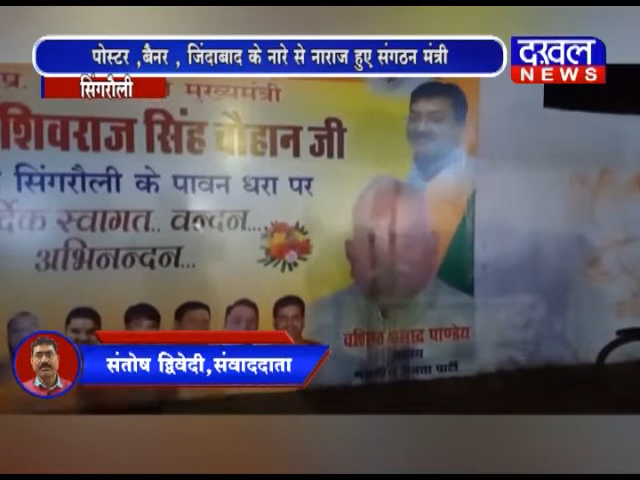 पोस्टर ,बैनर , जिंदाबाद के नारे से नाराज हुए संगठन मंत्री
दखल
NEWS
सिंगरौली
प्र. मुख्यमंत्री
शिवराज सिंह चौहान जी
सिंगरौली के पावन धरा पर
स्वागत.. वन्दन...
अभिनन्दन...
पाण्डेय
पार्टी
संतोष द्विवेदी,संवाददाता